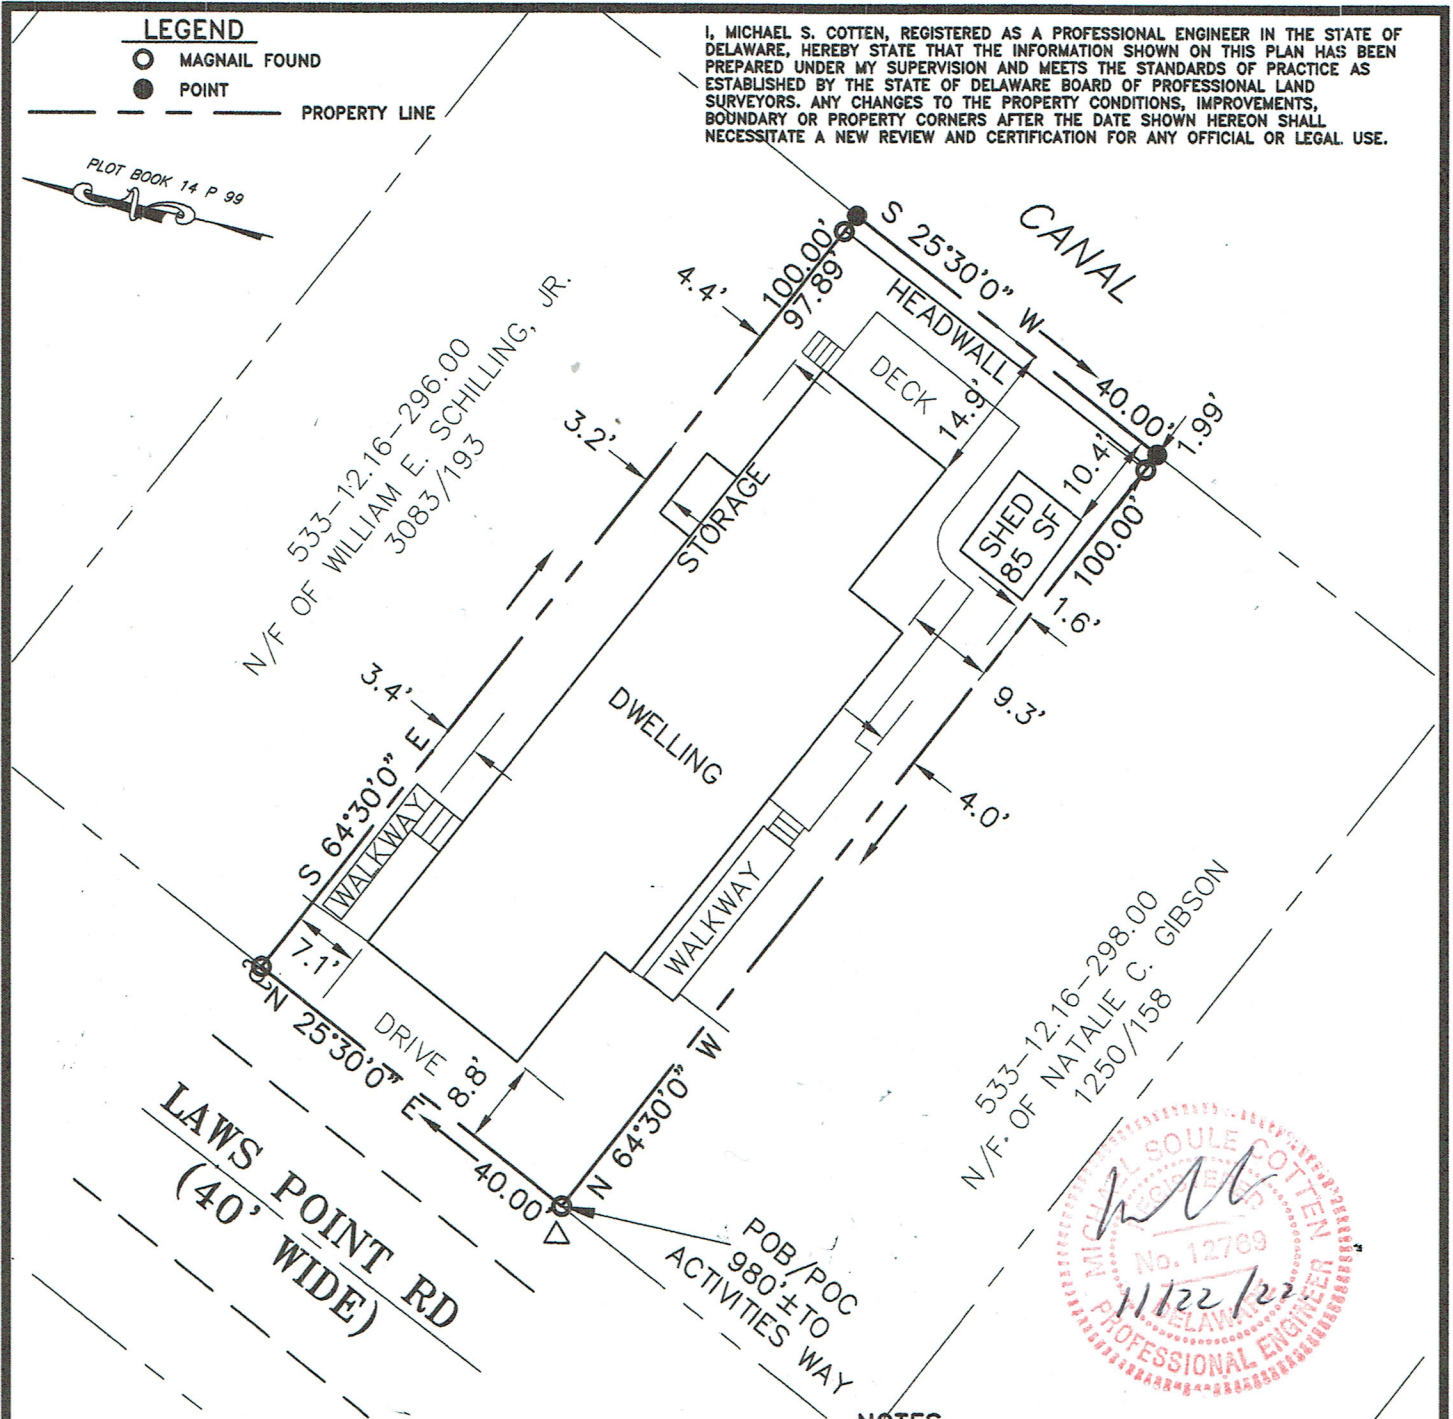 LEGEND
MAGNAIL FOUND
POINT
PROPERTY LINE
PLOT BOOK 14 P 99
I, MICHAEL S. COTTEN, REGISTERED AS A PROFESSIONAL ENGINEER IN THE STATE OF
DELAWARE, HEREBY STATE THAT THE INFORMATION SHOWN ON THIS PLAN HAS BEEN
PREPARED UNDER MY SUPERVISION AND MEETS THE STANDARDS OF PRACTICE AS
ESTABLISHED BY THE STATE OF DELAWARE BOARD OF PROFESSIONAL LAND
SURVEYORS. ANY CHANGES TO THE PROPERTY CONDITIONS, IMPROVEMENTS,
BOUNDARY OR PROPERTY CORNERS AFTER THE DATE SHOWN HEREON SHALL
NECESSITATE A NEW REVIEW AND CERTIFICATION FOR ANY OFFICIAL OR LEGAL USE.
CANAL
S 25°30'0" W
40.00'
1.99'
100.00'
97.89'
4.4'
HEADWALL
DECK
14.9'
10.4'
SHED
85 SF
100.00'
1.6'
533-12.16-296.00
N/F OF WILLIAM E. SCHILLING, JR.
3083/193
3.2'
STORAGE
3.4'
DWELLING
9.3'
4.0'
S 64°30'0" E
WALKWAY
WALKWAY
7.1'
DRIVE
8.8'
N 25°30'0" E
40.00'
N 64°30'0" W
533-12.16-298.00
N/F OF NATALIE C. GIBSON
1250/158
LAWS POINT RD
(40' WIDE)
POB/POC
980'± TO
ACTIVITIES WAY
MICHAEL SOULE COTTEN
REGISTERED
No. 12769
11/22/22.
DELAWARE
PROFESSIONAL ENGINEER
NOTES